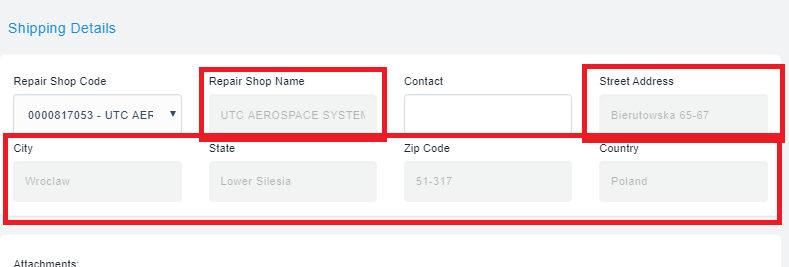 Shipping Details
Repair Shop Code Repair Shop Name Contact Street Address
0000817053 - UTC AER UTC AEROSPACE SYSTEM Bierutowska 65-67
City State Zip Code Country
Wroclaw Lower Silesia 51-317 Poland
Attachments: